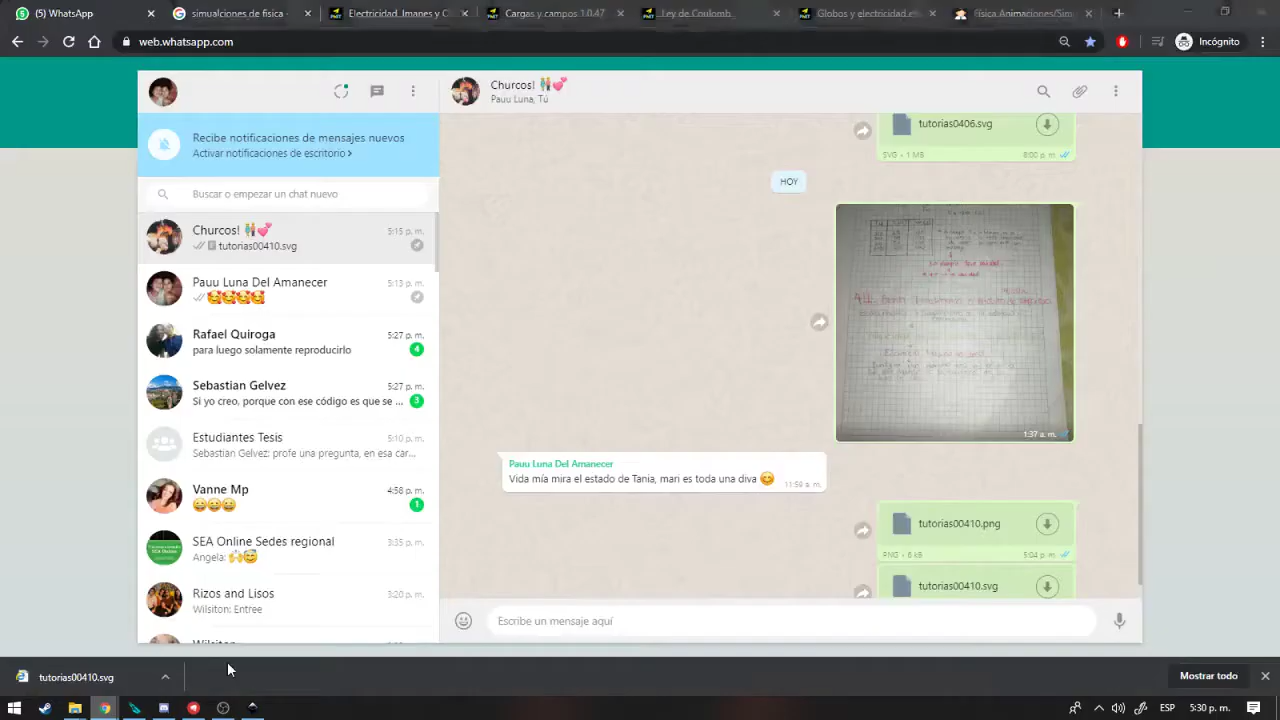 WhatsApp
simualciones de fisica -
Electricidad, Imanes y C
Cargas y campos 1.0.47
Ley de Coulomb
Globos y electricidad e
física.Animaciones/Sim
web.whatsapp.com
Incógnito
Churcos!
Pauu Luna, Tú
Recibe notificaciones de mensajes nuevos
Activar notificaciones de escritorio >
Buscar o empezar un chat nuevo
Churcos! 5:15 p. m.
tutorias00410.svg
Pauu Luna Del Amanecer 5:13 p. m.
Rafael Quiroga 5:27 p. m.
para luego solamente reproducirlo 4
Sebastian Gelvez 5:27 p. m.
Si yo creo, porque con ese código es que se ... 3
Estudiantes Tesis 5:10 p. m.
Sebastian Gelvez: profe una pregunta, en esa car...
Vanne Mp 4:58 p. m.
1
SEA Online Sedes regional 3:35 p. m.
Angela:
Rizos and Lisos 3:20 p. m.
Wilsiton: Entree
Wilsiton
tutorias0406.svg
SVG • 1 MB 8:00 p. m.
HOY
1:37 a. m.
Pauu Luna Del Amanecer
Vida mía mira el estado de Tania, mari es toda una diva 😊 11:59 a. m.
tutorias00410.png
PNG • 6 kB 5:04 p. m.
tutorias00410.svg
Escribe un mensaje aquí
tutorias00410.svg
Mostrar todo
ESP 5:30 p. m.